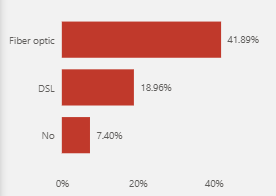 Fiber optic 41.89%
DSL 18.96%
No 7.40%
0% 20% 40%